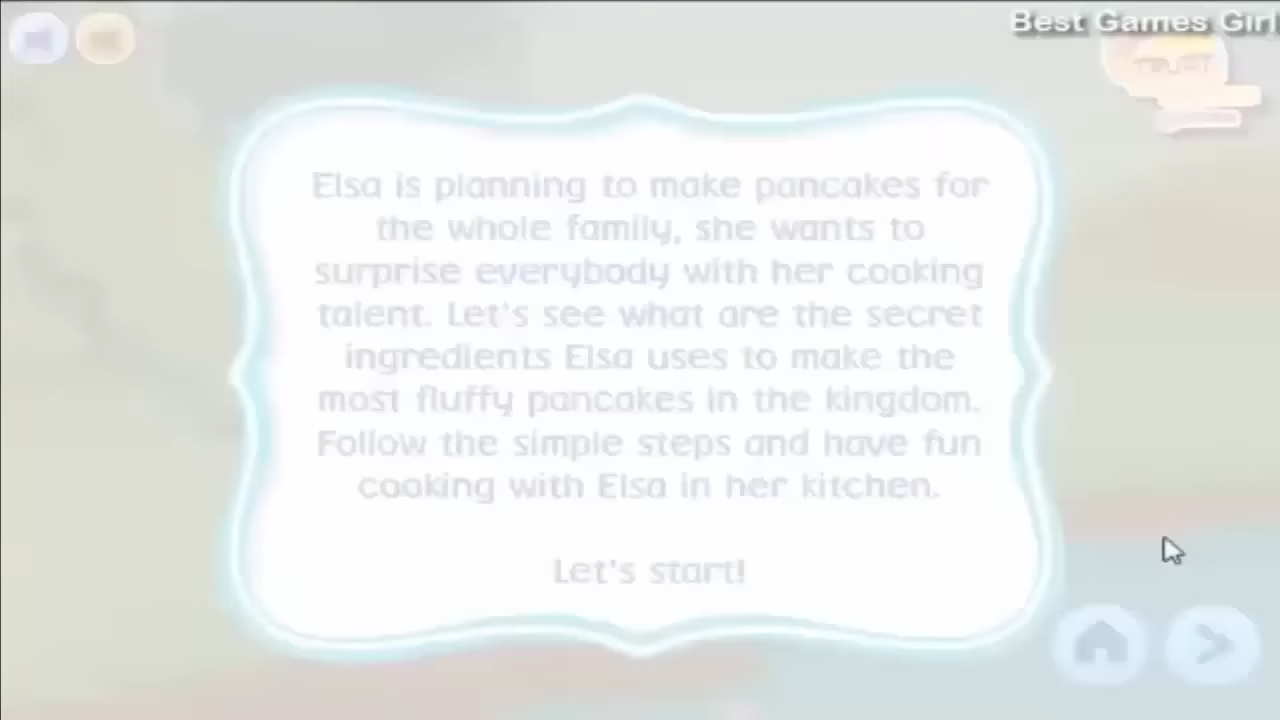 Best Games Girl
Elsa is planning to make pancakes for
the whole family, she wants to
surprise everybody with her cooking
talent. Let's see what are the secret
ingredients Elsa uses to make the
most fluffy pancakes in the kingdom.
Follow the simple steps and have fun
cooking with Elsa in her kitchen.
Let's start!